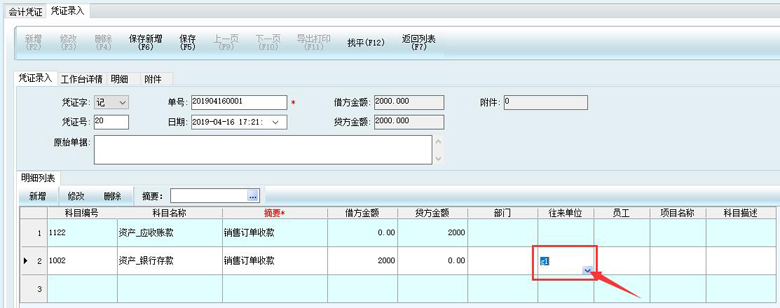 会计凭证 凭证录入
新增 修改 删除 保存新增 保存 上一页 下一页 导出打印 找平(F12) 返回列表
(F2) (F3) (F4) (F6) (F5) (F9) (F10) (F11) (F7)
凭证录入 工作台详情 明细 附件
凭证字: 记 单号: 201904160001 * 借方金额: 2000.000 附件: 0
凭证号: 20 日期: 2019-04-16 17:21: 贷方金额: 2000.000
原始单据:
明细列表
新增 修改 删除 摘要: ...
科目编号 科目名称 摘要* 借方金额 贷方金额 部门 往来单位 员工 项目名称 科目描述
1 1122 资产_应收账款 销售订单收款 0.00 2000
2 1002 资产_银行存款 销售订单收款 2000 0.00
3